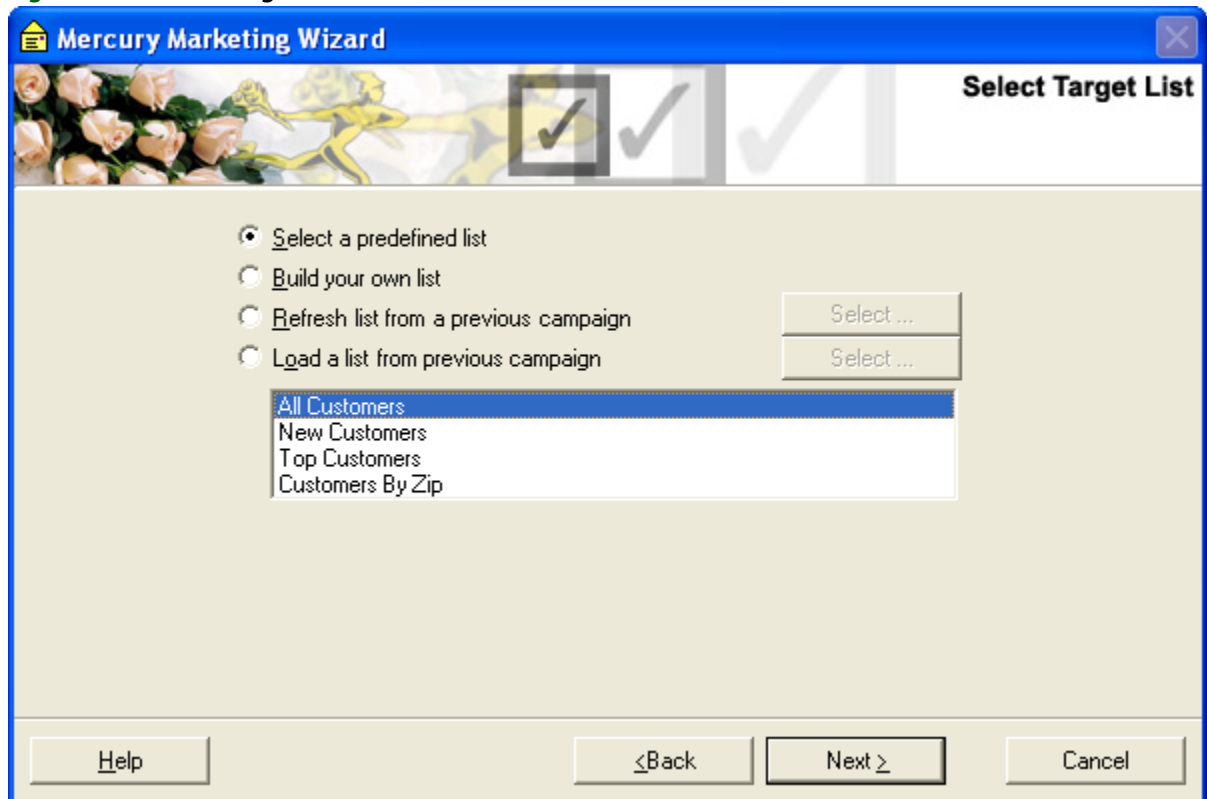 Mercury Marketing Wizard
Select Target List
Select a predefined list
Build your own list
Refresh list from a previous campaign
Select ...
Load a list from previous campaign
Select ...
All Customers
New Customers
Top Customers
Customers By Zip
Help
<Back
Next >
Cancel